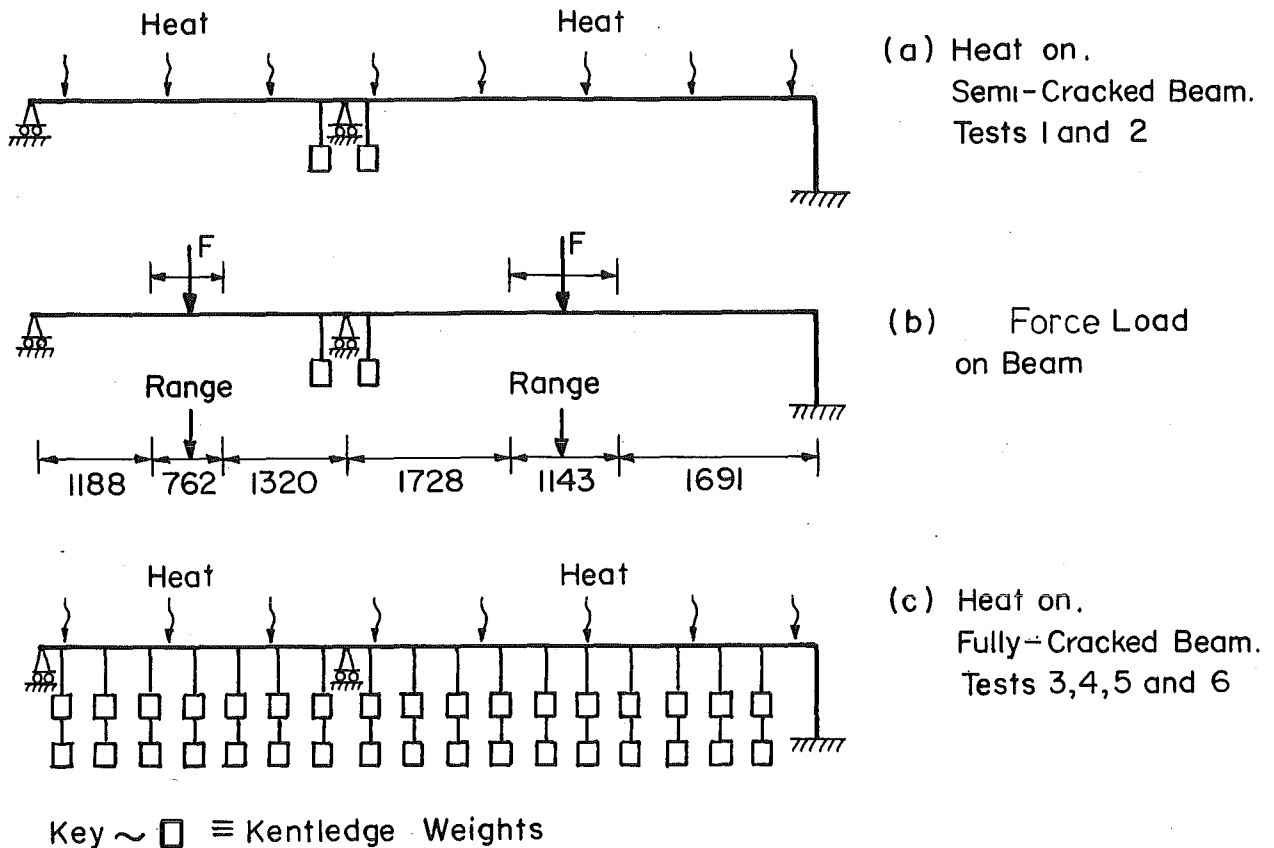 Heat Heat
(a) Heat on.
Semi-Cracked Beam.
Tests 1 and 2
F F
(b) Force Load
on Beam
Range Range
1188 762 1320 1728 1143 1691
Heat Heat
(c) Heat on.
Fully-Cracked Beam.
Tests 3,4,5 and 6
Key ~ □ ≡ Kentledge Weights